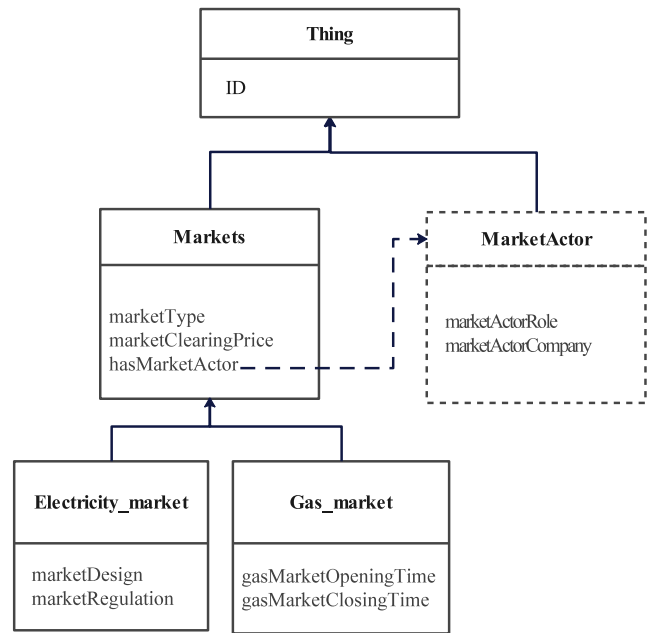 Thing
ID
Markets
marketType
marketClearingPrice
hasMarketActor
MarketActor
marketActorRole
marketActorCompany
Electricity_market
marketDesign
marketRegulation
Gas_market
gasMarketOpeningTime
gasMarketClosingTime